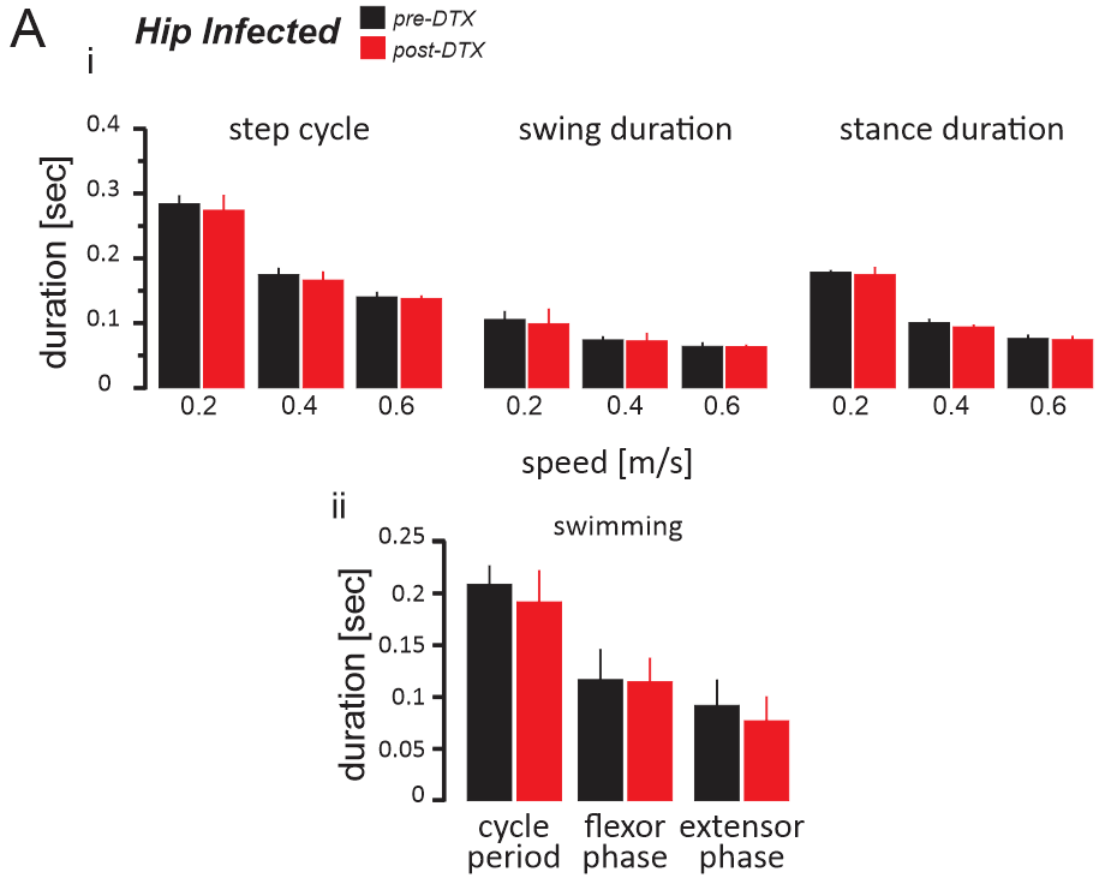 A
Hip Infected
pre-DTX
post-DTX
i
step cycle
swing duration
stance duration
duration [sec]
0.4
0.3
0.2
0.1
0
0.2 0.4 0.6
0.2 0.4 0.6
0.2 0.4 0.6
speed [m/s]
ii
swimming
duration [sec]
0.25
0.2
0.15
0.1
0.05
0
cycle
period
flexor
phase
extensor
phase